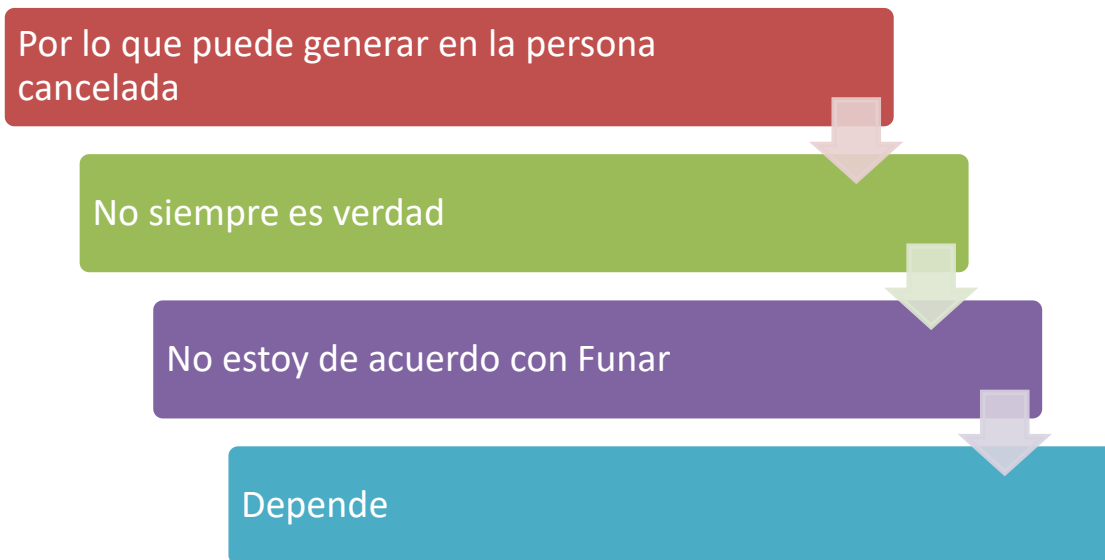 Por lo que puede generar en la persona
cancelada
No siempre es verdad
No estoy de acuerdo con Funar
Depende